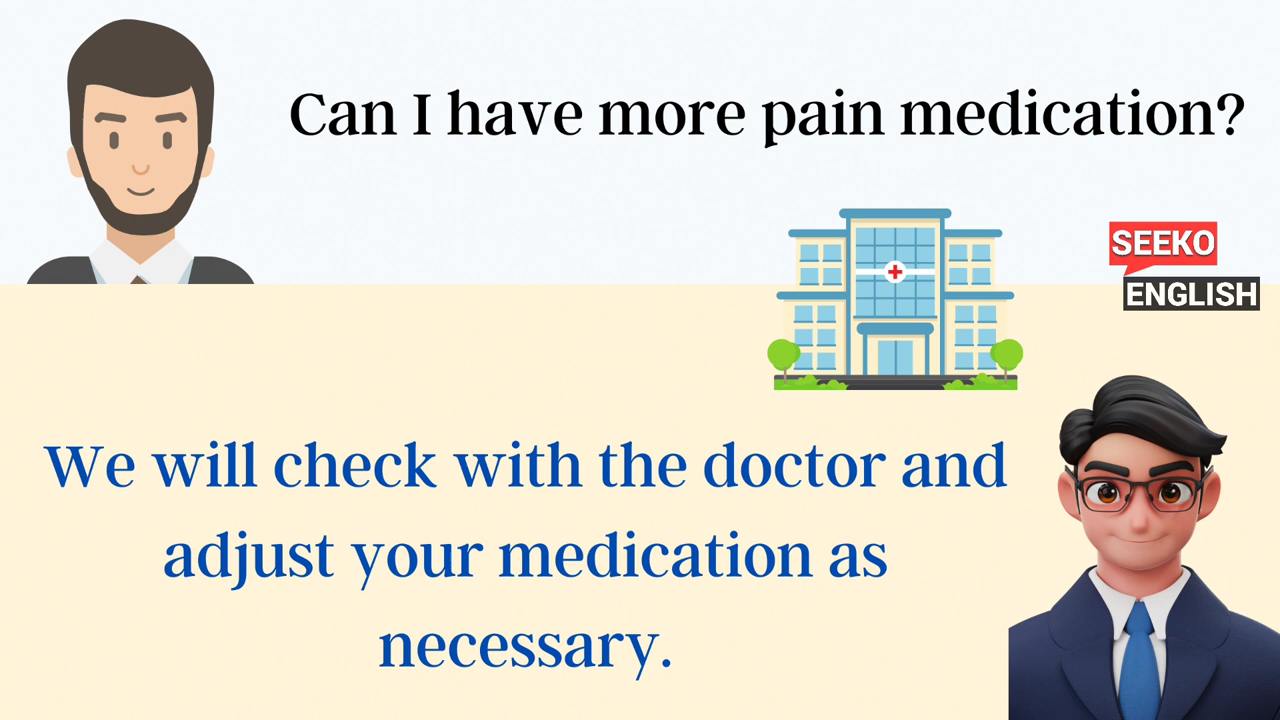 Can I have more pain medication?
SEEKO
ENGLISH
We will check with the doctor and
adjust your medication as
necessary.